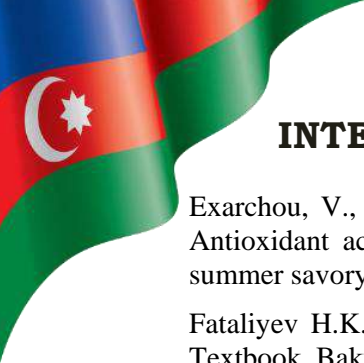 INTE
Exarchou, V.,
Antioxidant ac
summer savory
Fataliyev H.K.
Textbook. Bak